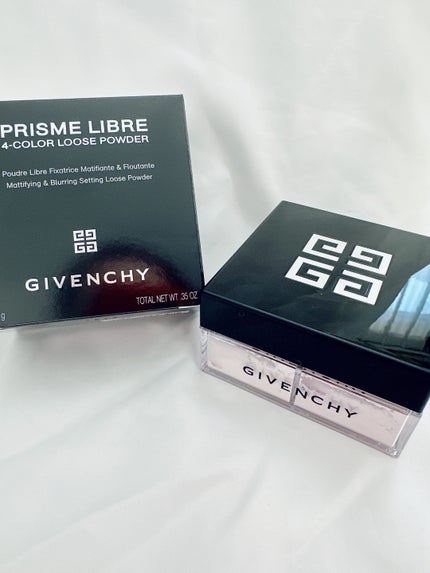 PRISME LIBRE
4-COLOR LOOSE POWDER
Poudre Libre Fixatrice Matifiante & Floutante
Mattifying & Blurring Setting Loose Powder
GIVENCHY
TOTAL NET WT .35 OZ
g
GIVENCHY